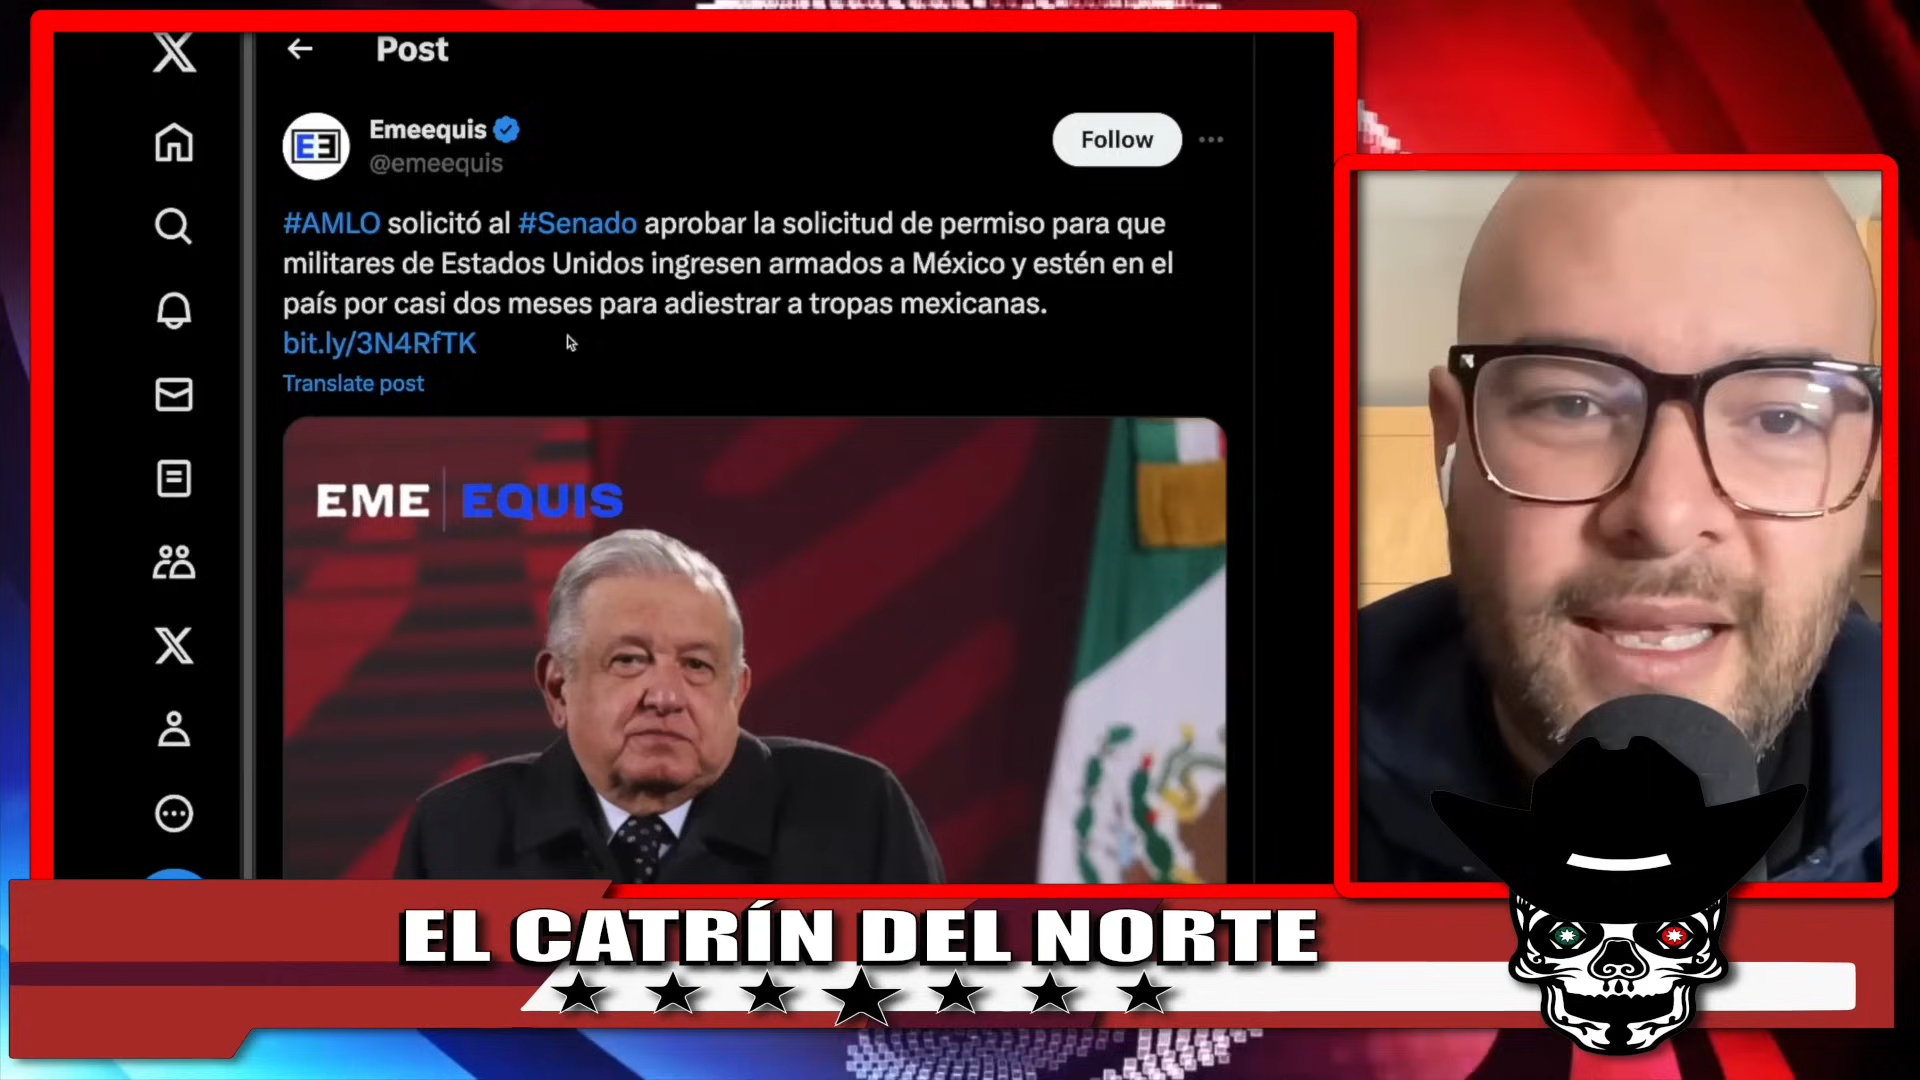 Post
Emeequis
@emeequis
Follow
#AMLO solicitó al #Senado aprobar la solicitud de permiso para que
militares de Estados Unidos ingresen armados a México y estén en el
país por casi dos meses para adiestrar a tropas mexicanas.
bit.ly/3N4RfTK
Translate post
EME EQUIS
EL CATRÍN DEL NORTE